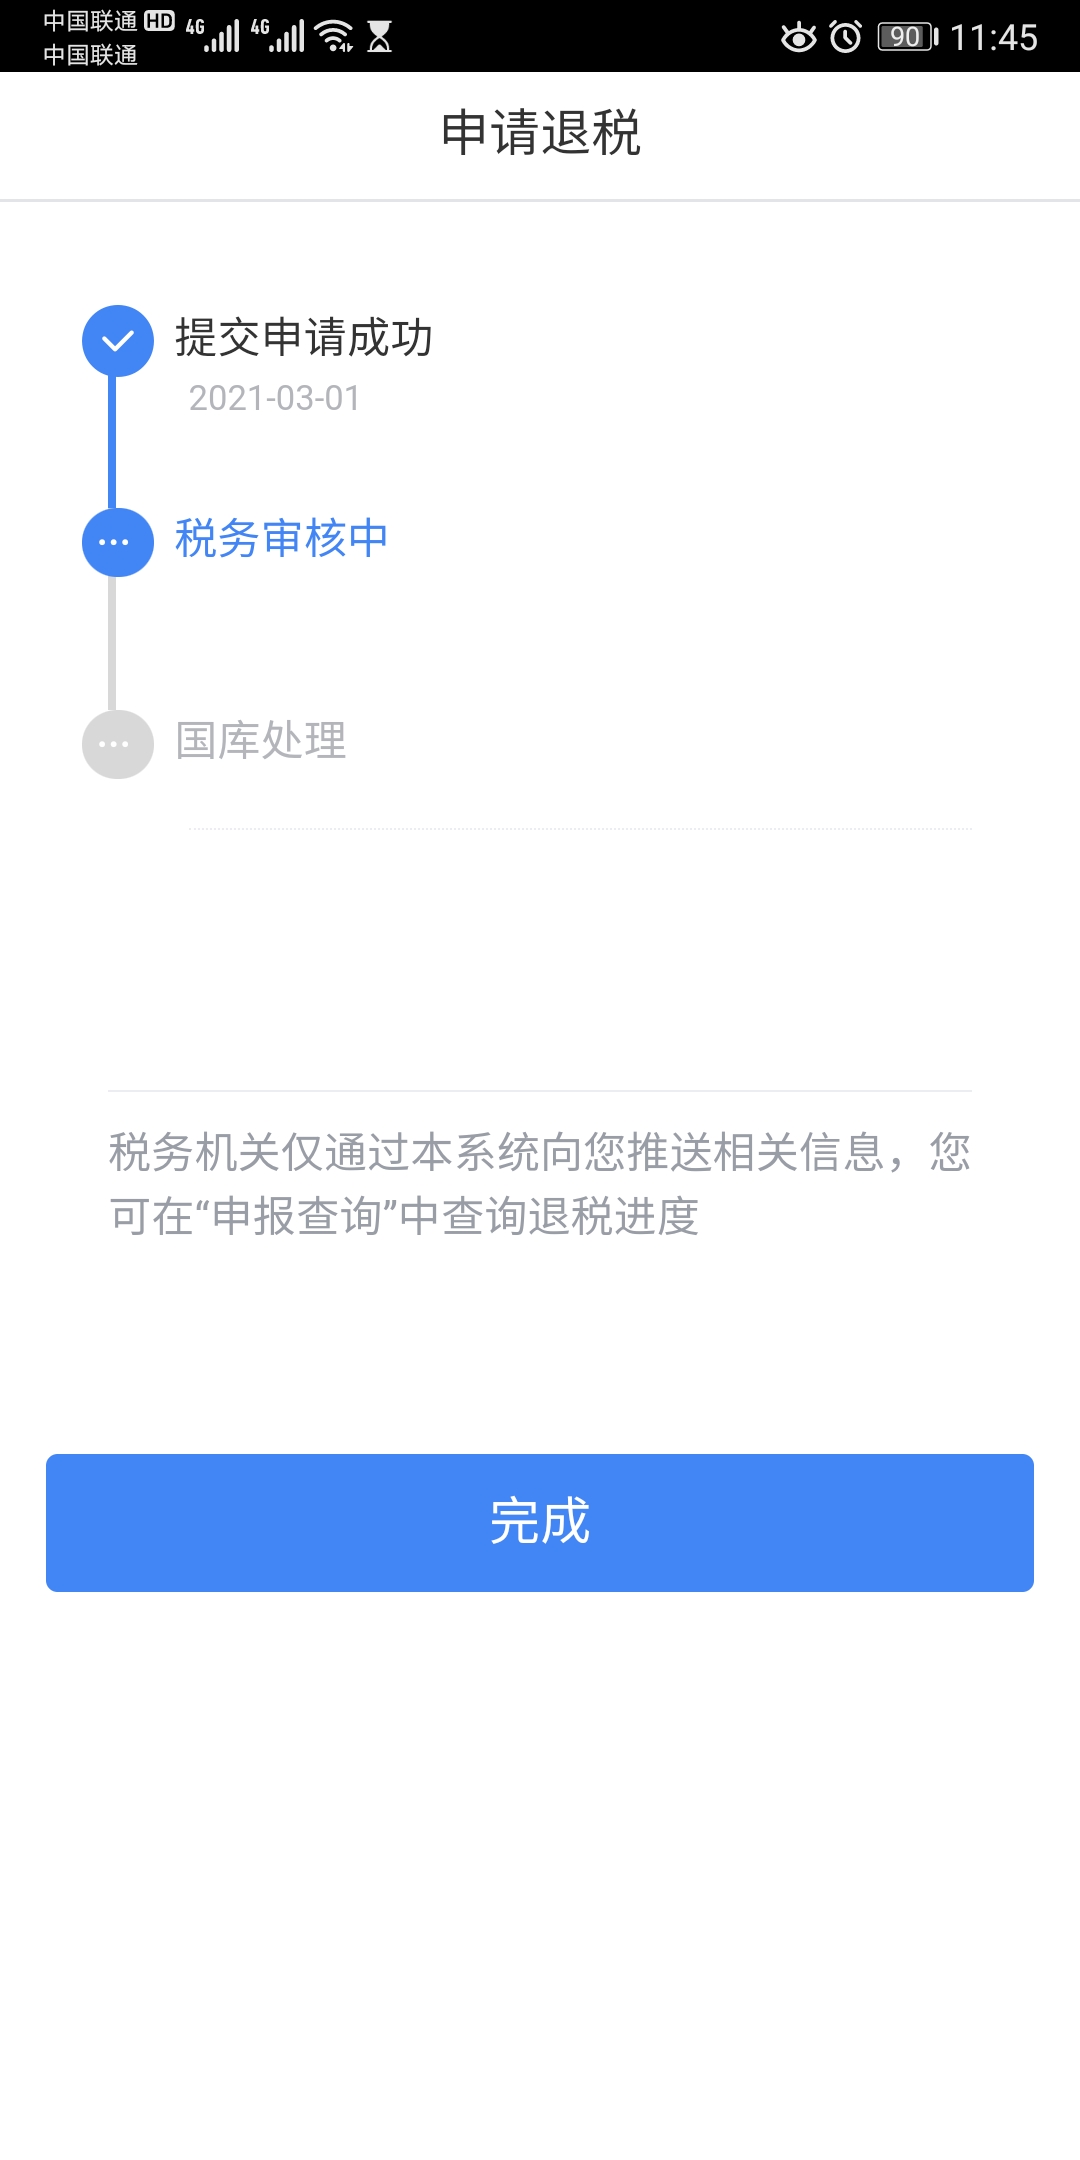 中国联通 HD 4G 4G
中国联通
90 11:45
申请退税
提交申请成功
2021-03-01
税务审核中
国库处理
税务机关仅通过本系统向您推送相关信息，您
可在“申报查询”中查询退税进度
完成